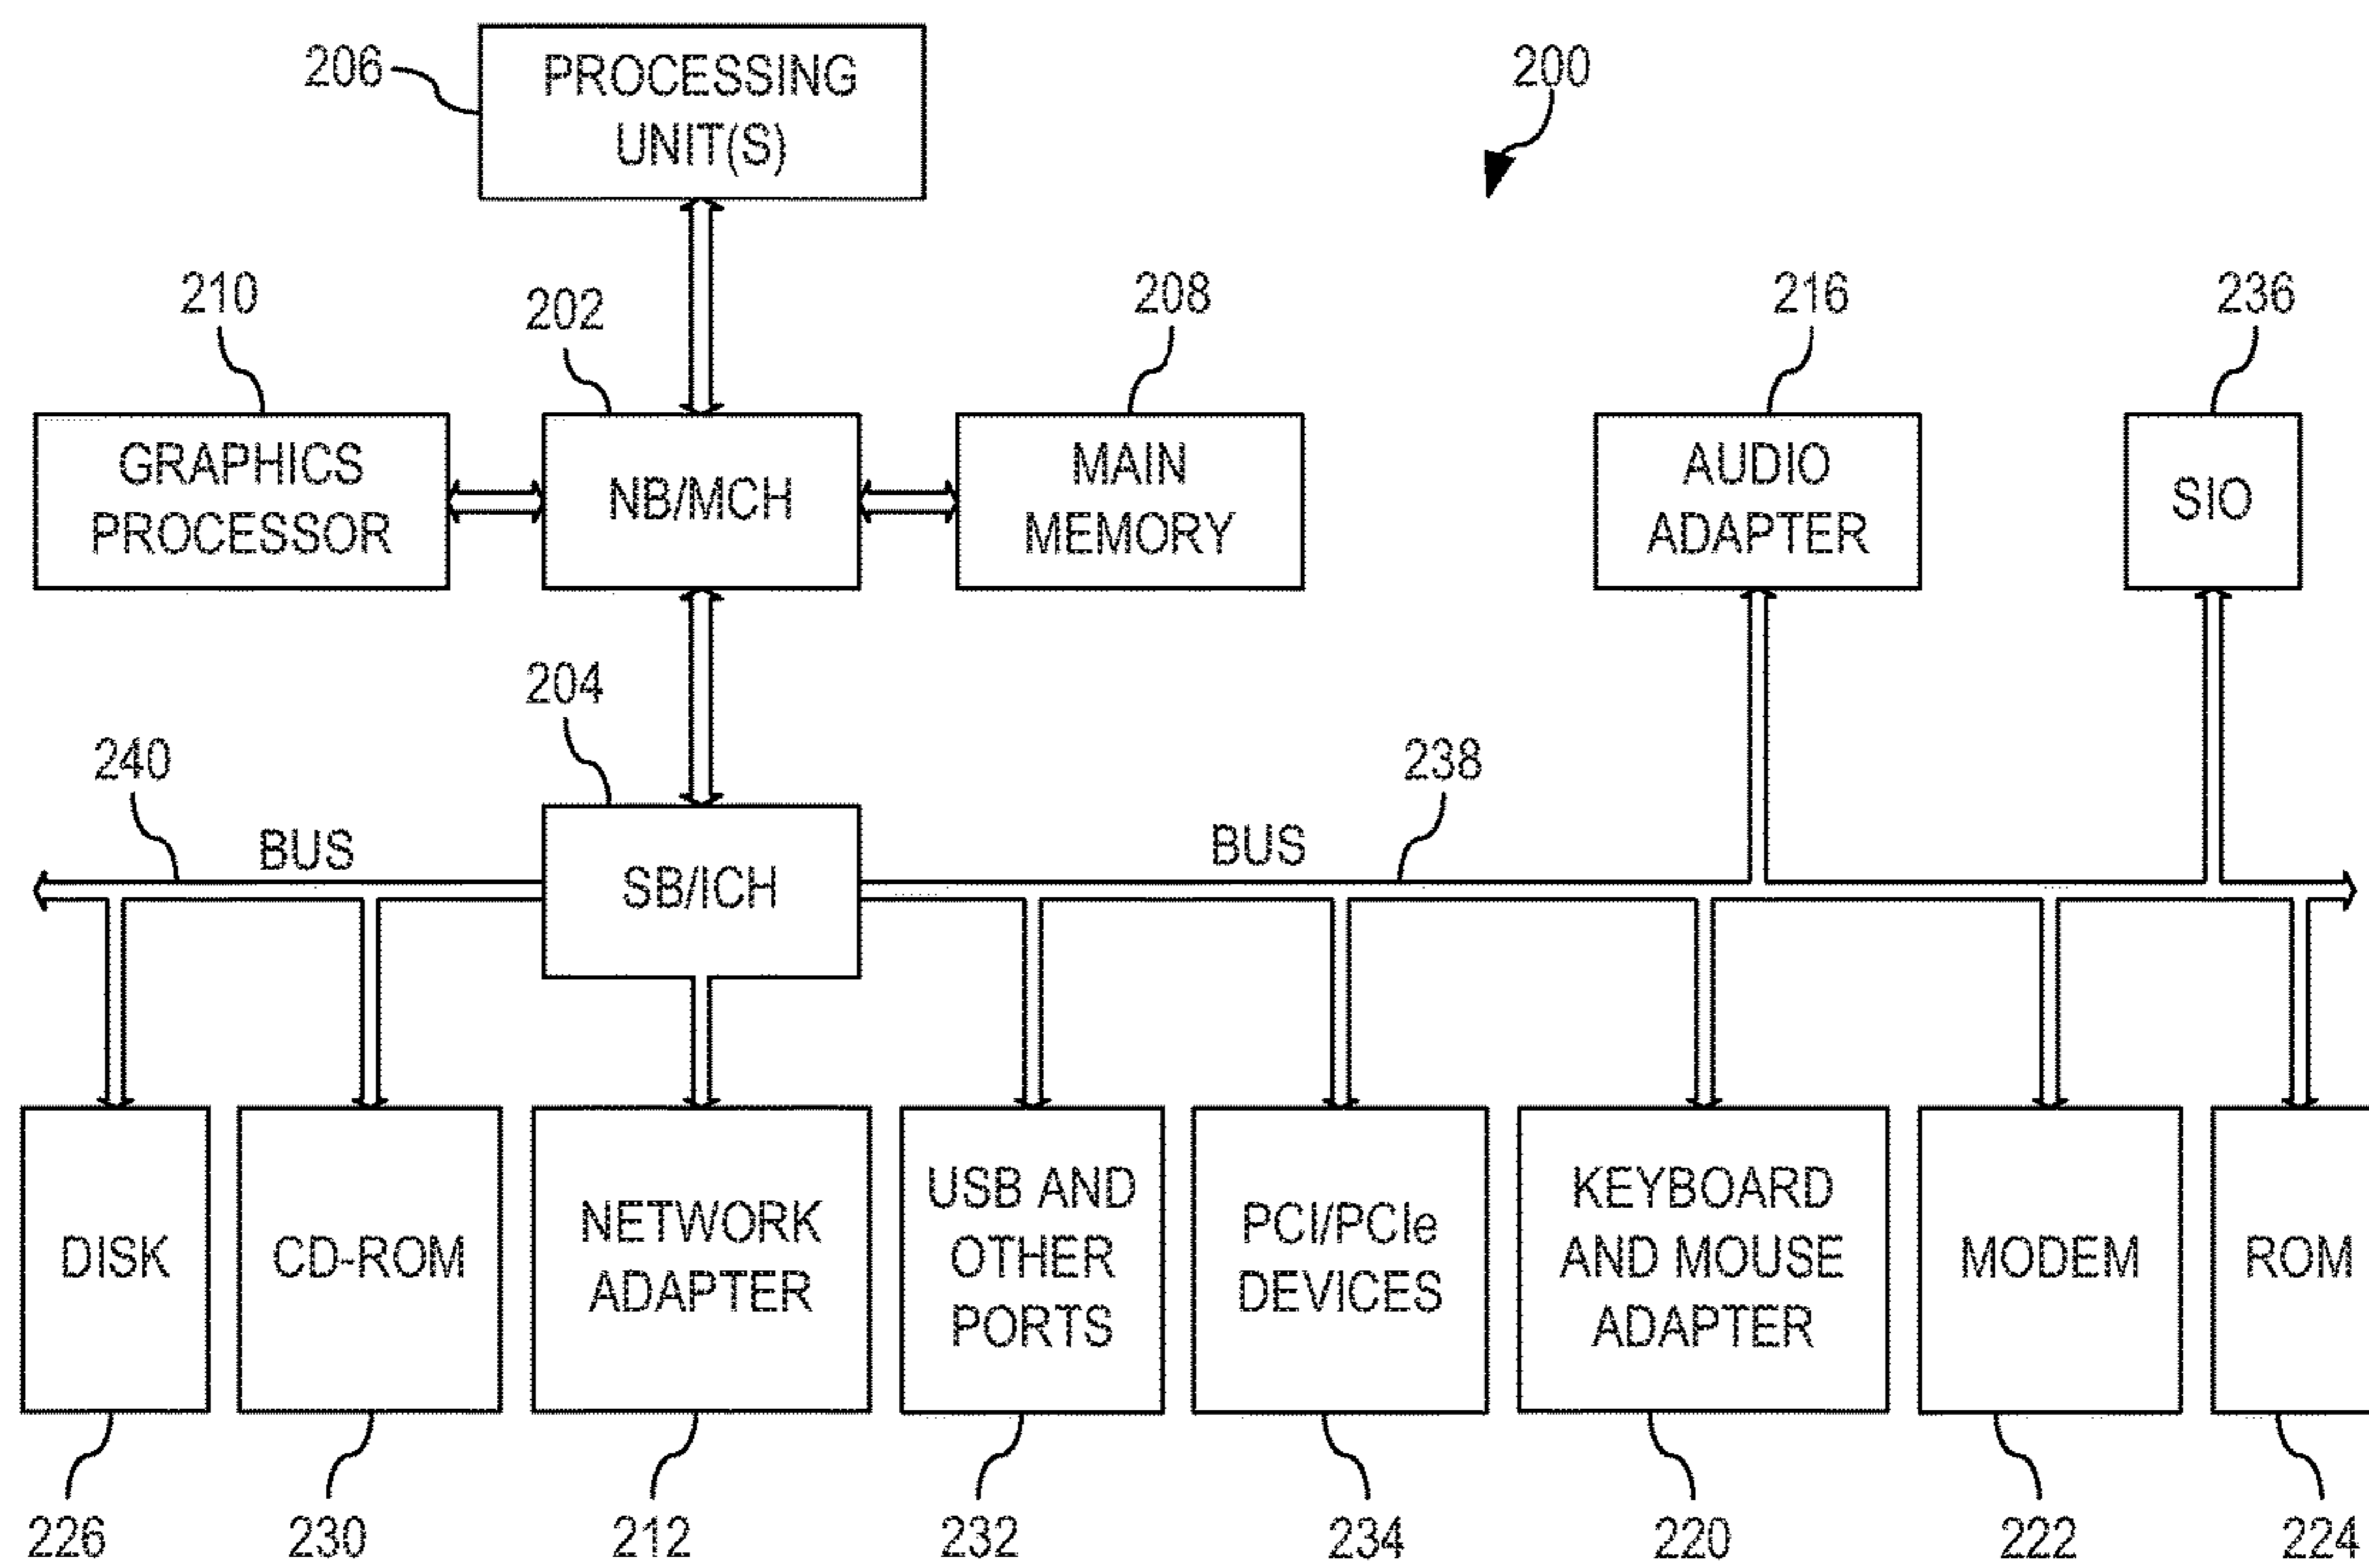 206
PROCESSING
UNIT(S)
200
210
202
208
216
236
GRAPHICS
PROCESSOR
NB/MCH
MAIN
MEMORY
AUDIO
ADAPTER
SIO
204
240
238
BUS
BUS
SB/ICH
DISK
CD-ROM
NETWORK
ADAPTER
USB AND
OTHER
PORTS
PCI/PCIe
DEVICES
KEYBOARD
AND MOUSE
ADAPTER
MODEM
ROM
226
230
212
232
234
220
222
224